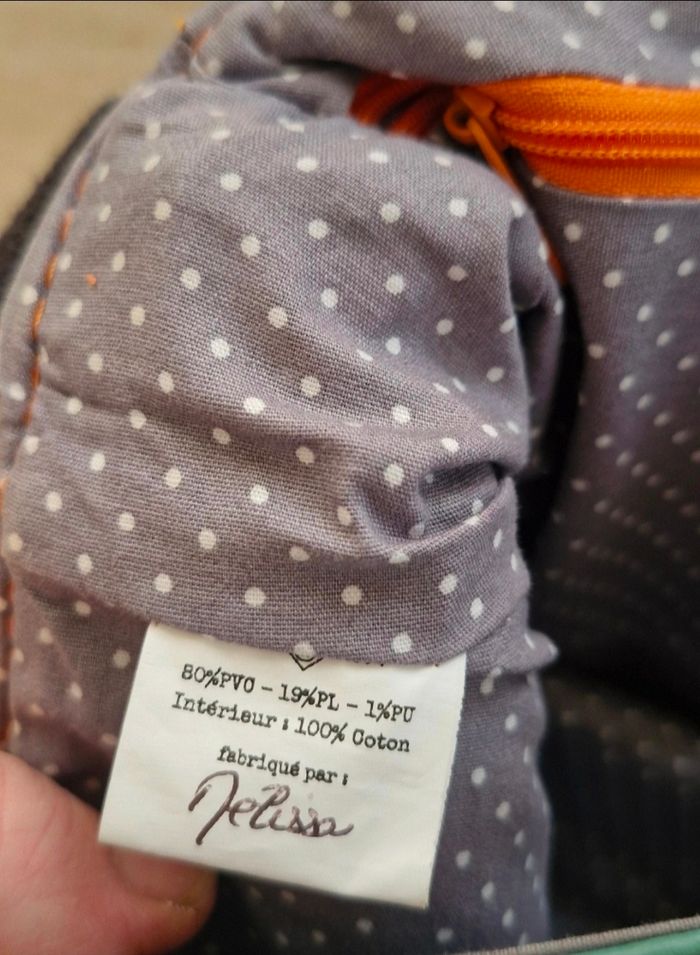 80%PVC - 19%PL - 1%PU
Intérieur : 100% Coton
fabriqué par :
Melissa